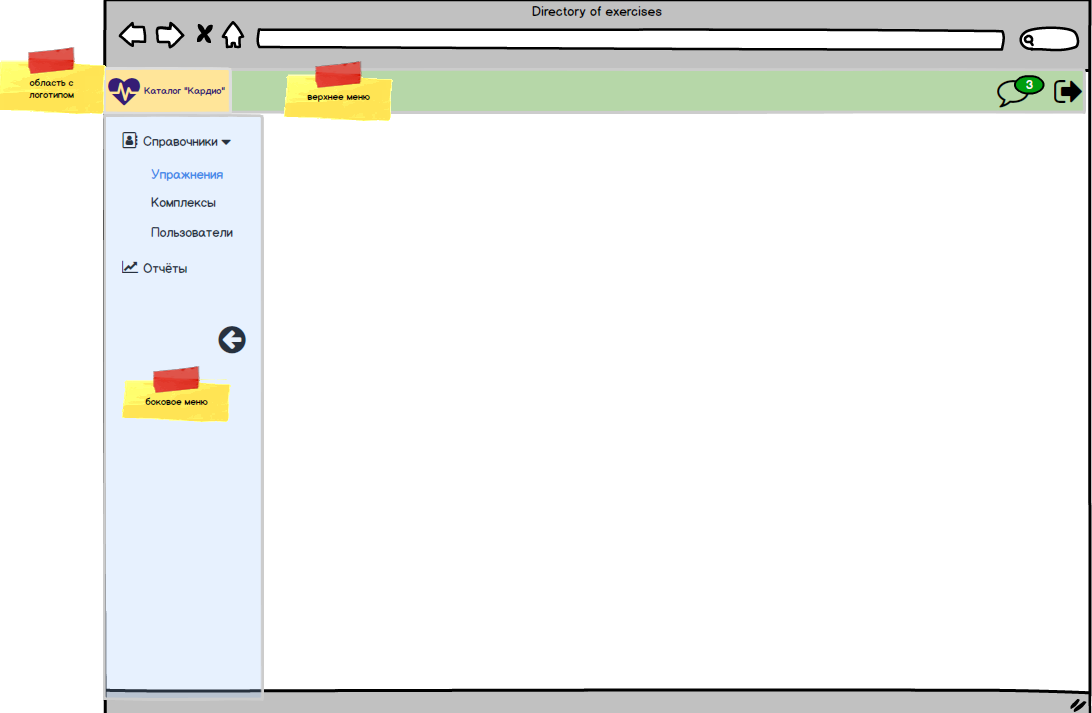 Directory of exercises
область с
логотипом
Каталог "Кардио"
верхнее меню
3
Справочники
Упражнения
Комплексы
Пользователи
Отчёты
боковое меню